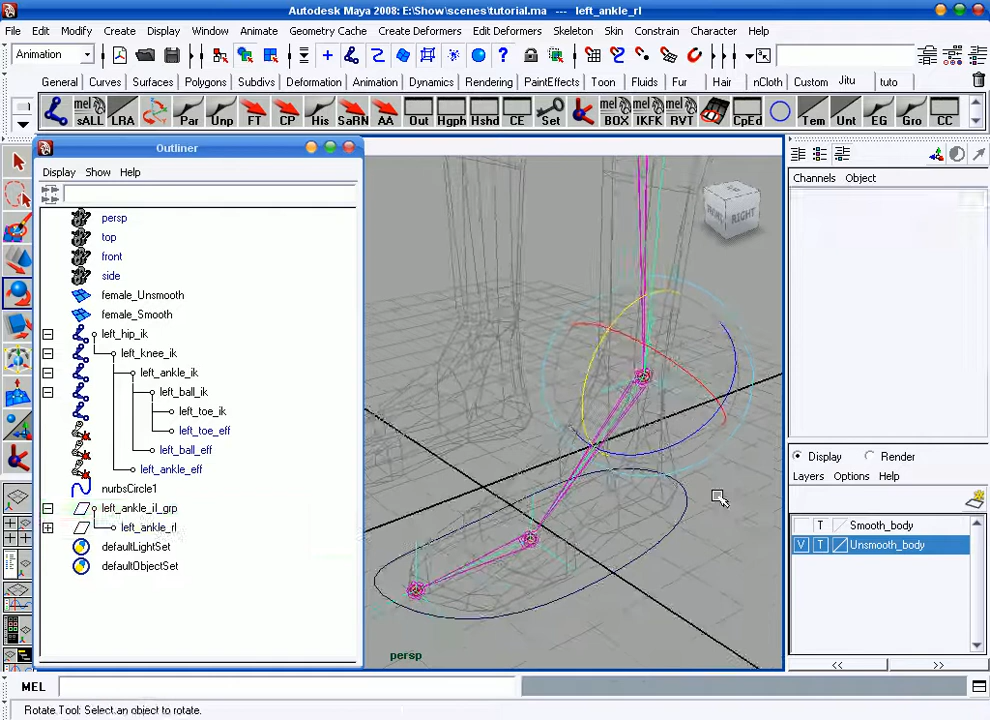 Autodesk Maya 2008: E:\Show\scenes\tutorial.ma --- left_ankle_rl
File Edit Modify Create Display Window Animate Geometry Cache Create Deformers Edit Deformers Skeleton Skin Constrain Character Help
Animation
General Curves Surfaces Polygons Subdivs Deformation Animation Dynamics Rendering PaintEffects Toon Fluids Fur Hair nCloth Custom Jitu tuto
mel sALL LRA Par Unp FT CP His SaRN AA Out Hgph Hshd CE Set mel BOX mel IKFK mel RVT CpEd Tem Unt EG Gro CC
Outliner
Display Show Help
Channels Object
persp
top
front
side
female_Unsmooth
female_Smooth
left_hip_ik
left_knee_ik
left_ankle_ik
left_ball_ik
left_toe_ik
left_toe_eff
left_ball_eff
left_ankle_eff
nurbsCircle1
left_ankle_il_grp
left_ankle_rl
defaultLightSet
defaultObjectSet
RIGHT
persp
Display Render
Layers Options Help
T Smooth_body
V T Unsmooth_body
<< >>
MEL
Rotate Tool: Select an object to rotate.